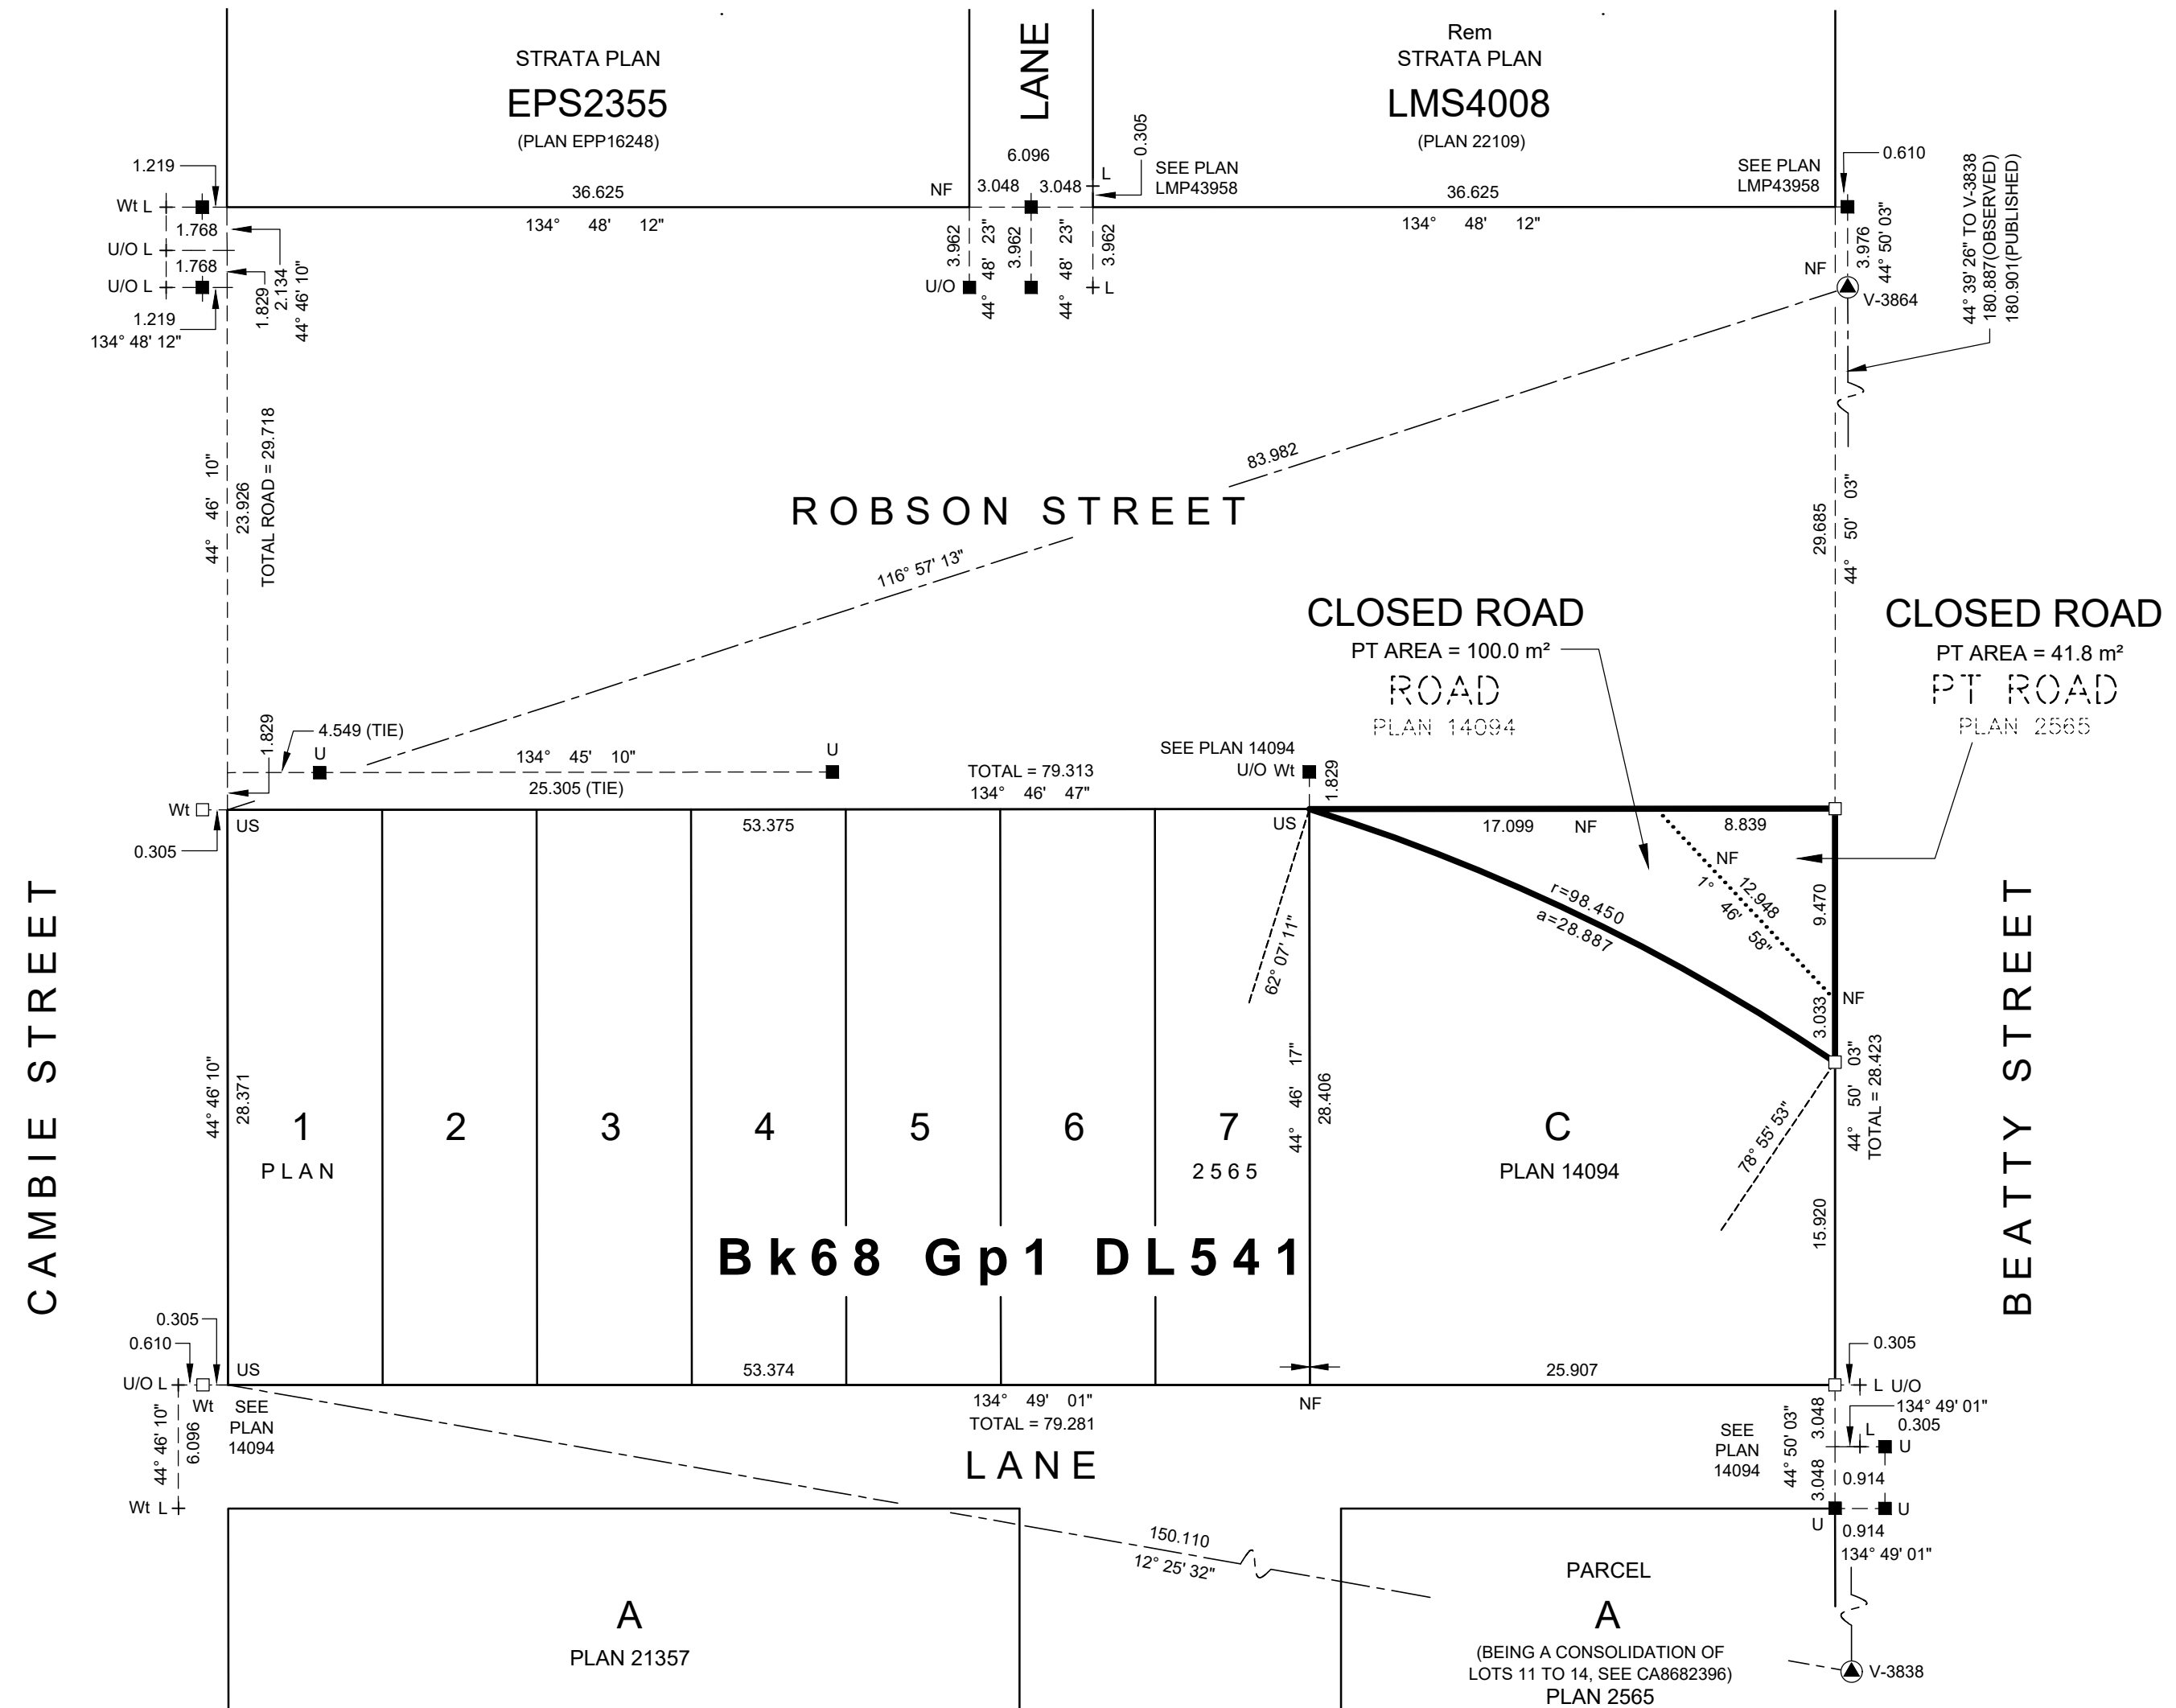 STRATA PLAN
EPS2355
(PLAN EPP16248)
LANE
Rem
STRATA PLAN
LMS4008
(PLAN 22109)
1.219
Wt L
1.768
U/O L
1.768
U/O L
1.219
134° 48' 12"
1.829
2.134
44° 46' 10"
36.625
134° 48' 12"
NF
6.096
3.048
3.048
0.305
L
SEE PLAN
LMP43958
3.962
44° 48' 23"
3.962
44° 48' 23"
3.962
U/O
L
36.625
134° 48' 12"
SEE PLAN
LMP43958
0.610
3.976
44° 50' 03"
NF
V-3864
44° 39' 26" TO V-3838
180.887(OBSERVED)
180.901(PUBLISHED)
44° 46' 10"
23.926
TOTAL ROAD = 29.718
83.982
ROBSON STREET
116° 57' 13"
29.685
44° 50' 03"
CLOSED ROAD
PT AREA = 100.0 m²
ROAD
PLAN 14094
CLOSED ROAD
PT AREA = 41.8 m²
PT ROAD
PLAN 2565
1.829
4.549 (TIE)
U
134° 45' 10"
25.305 (TIE)
U
SEE PLAN 14094
U/O Wt
1.829
TOTAL = 79.313
134° 46' 47"
Wt
0.305
US
53.375
US
17.099
NF
8.839
NF
12.948
1° 46' 58"
9.470
r=98.450
a=28.887
62° 07' 11"
NF
3.033
CAMBIE STREET
44° 46' 10"
28.371
1
2
3
4
5
6
7
PLAN
2565
44° 46' 17"
28.406
C
PLAN 14094
78° 55' 53"
44° 50' 03"
TOTAL = 28.423
15.920
BEATTY STREET
Bk68 Gp1 DL541
0.305
0.610
U/O L
Wt
US
SEE
PLAN
14094
44° 46' 10"
6.096
Wt L
53.374
134° 49' 01"
TOTAL = 79.281
NF
25.907
LANE
0.305
L U/O
134° 49' 01"
0.305
L
U
SEE
PLAN
14094
44° 50' 03"
3.048
3.048
0.914
U
U
0.914
134° 49' 01"
150.110
12° 25' 32"
A
PLAN 21357
PARCEL
A
(BEING A CONSOLIDATION OF
LOTS 11 TO 14, SEE CA8682396)
PLAN 2565
V-3838